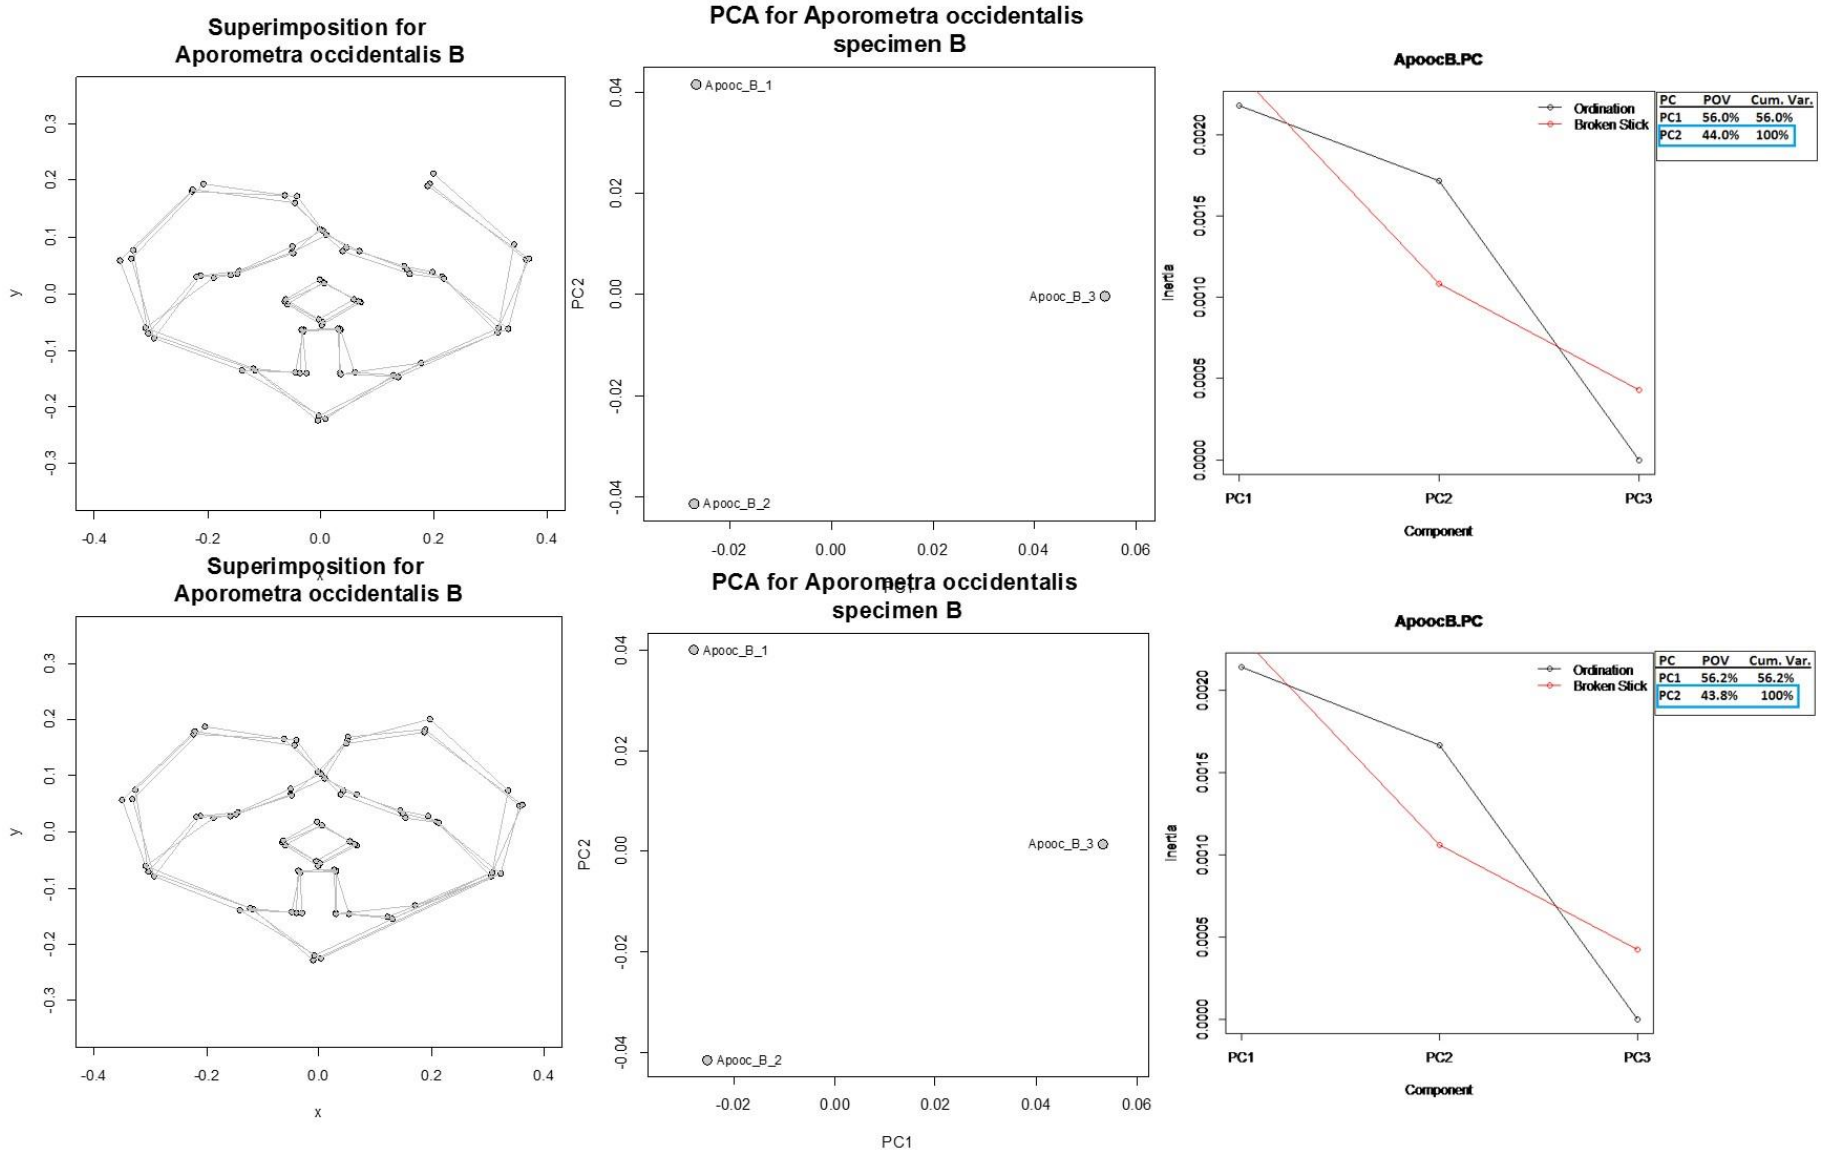 Superimposition for
Aporometra occidentalis B
y
0.3
0.2
0.1
0.0
-0.1
-0.2
-0.3
-0.4
-0.2
0.0
0.2
0.4
x
PCA for Aporometra occidentalis
specimen B
PC2
0.04
0.02
0.00
-0.02
-0.04
Apooc_B_1
Apooc_B_3
Apooc_B_2
-0.02
0.00
0.02
0.04
0.06
PC1
ApoocB.PC
Inertia
0.0020
0.0015
0.0010
0.0005
0.0000
Ordination
Broken Stick
PC POV Cum. Var.
PC1 56.0% 56.0%
PC2 44.0% 100%
PC1
PC2
PC3
Component
Superimposition for
Aporometra occidentalis B
y
0.3
0.2
0.1
0.0
-0.1
-0.2
-0.3
-0.4
-0.2
0.0
0.2
0.4
x
PCA for Aporometra occidentalis
specimen B
PC2
0.04
0.02
0.00
-0.02
-0.04
Apooc_B_1
Apooc_B_3
Apooc_B_2
-0.02
0.00
0.02
0.04
0.06
PC1
ApoocB.PC
Inertia
0.0020
0.0015
0.0010
0.0005
0.0000
Ordination
Broken Stick
PC POV Cum. Var.
PC1 56.2% 56.2%
PC2 43.8% 100%
PC1
PC2
PC3
Component